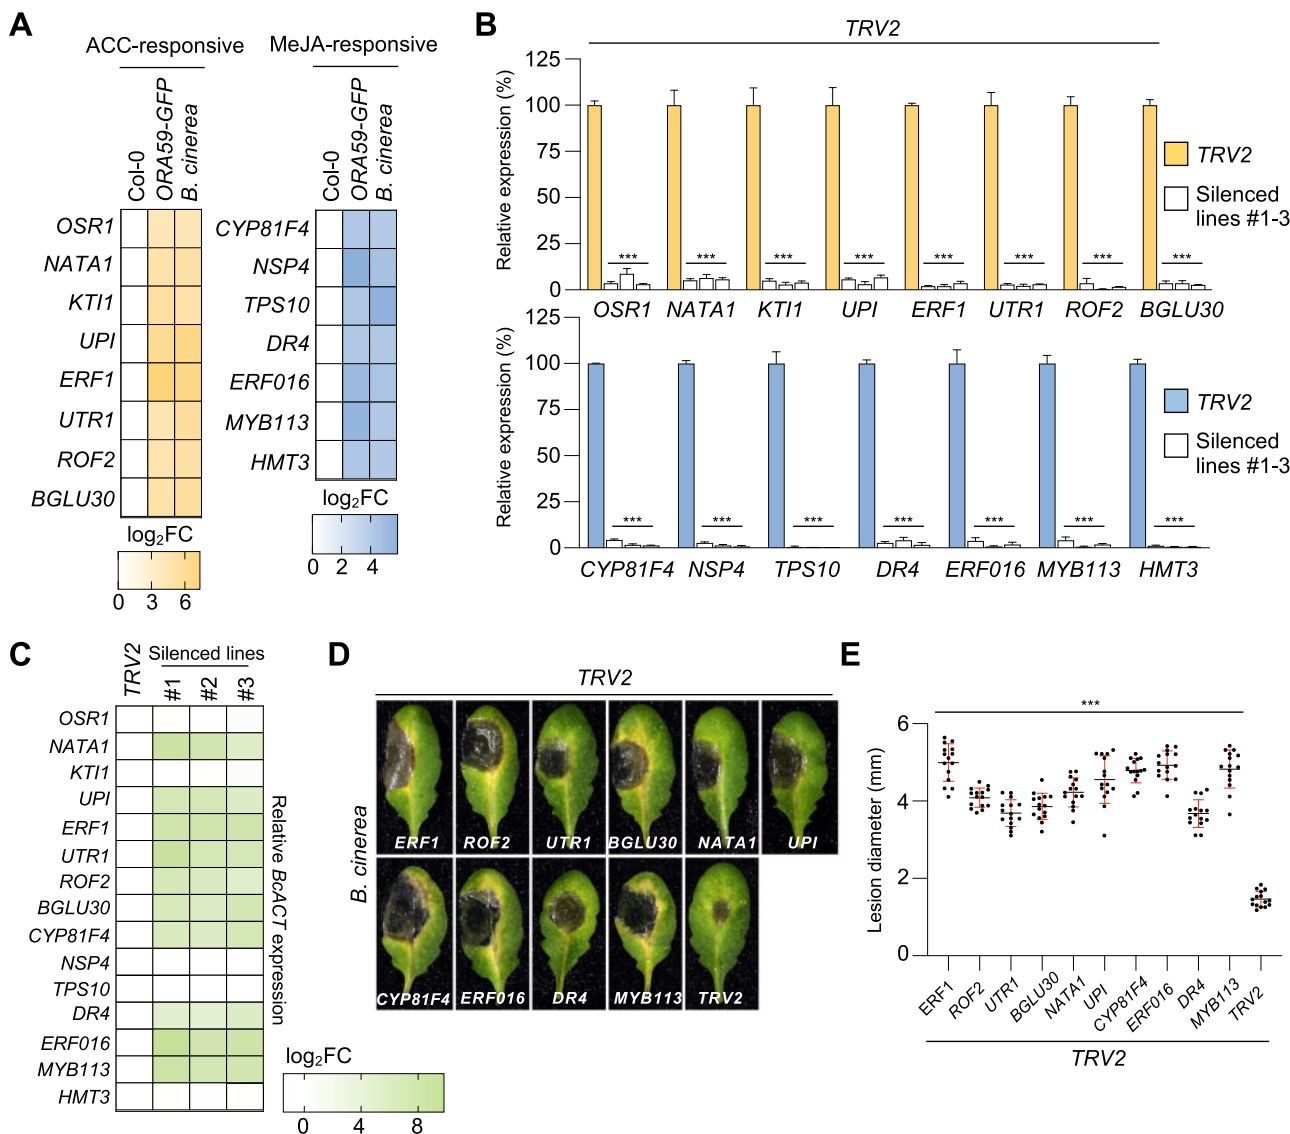 A
ACC-responsive
MeJA-responsive
Col-0
ORA59-GFP
B. cinerea
Col-0
ORA59-GFP
B. cinerea
OSR1
NATA1
KTI1
UPI
ERF1
UTR1
ROF2
BGLU30
log₂FC
0 3 6
CYP81F4
NSP4
TPS10
DR4
ERF016
MYB113
HMT3
log₂FC
0 2 4
B
TRV2
Relative expression (%)
125
100
75
50
25
0
*** *** *** *** *** *** *** ***
OSR1 NATA1 KTI1 UPI ERF1 UTR1 ROF2 BGLU30
TRV2
Silenced
lines #1-3
Relative expression (%)
125
100
75
50
25
0
*** *** *** *** *** *** ***
CYP81F4 NSP4 TPS10 DR4 ERF016 MYB113 HMT3
TRV2
Silenced
lines #1-3
C
TRV2
Silenced lines
#1
#2
#3
OSR1
NATA1
KTI1
UPI
ERF1
UTR1
ROF2
BGLU30
CYP81F4
NSP4
TPS10
DR4
ERF016
MYB113
HMT3
Relative BcACT expression
log₂FC
0 4 8
D
TRV2
B. cinerea
ERF1 ROF2 UTR1 BGLU30 NATA1 UPI
CYP81F4 ERF016 DR4 MYB113 TRV2
E
***
Lesion diameter (mm)
6
4
2
0
ERF1
ROF2
UTR1
BGLU30
NATA1
UPI
CYP81F4
ERF016
DR4
MYB113
TRV2
TRV2